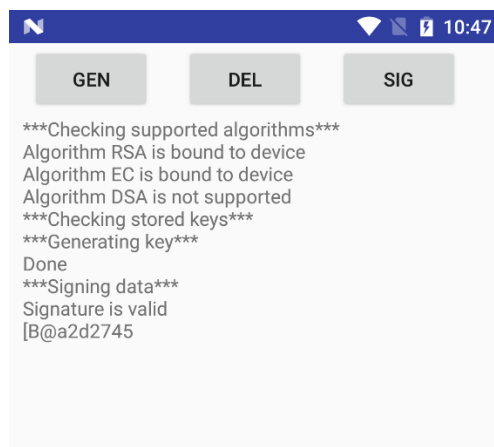 10:47
GEN DEL SIG
***Checking supported algorithms***
Algorithm RSA is bound to device
Algorithm EC is bound to device
Algorithm DSA is not supported
***Checking stored keys***
***Generating key***
Done
***Signing data***
Signature is valid
[B@a2d2745